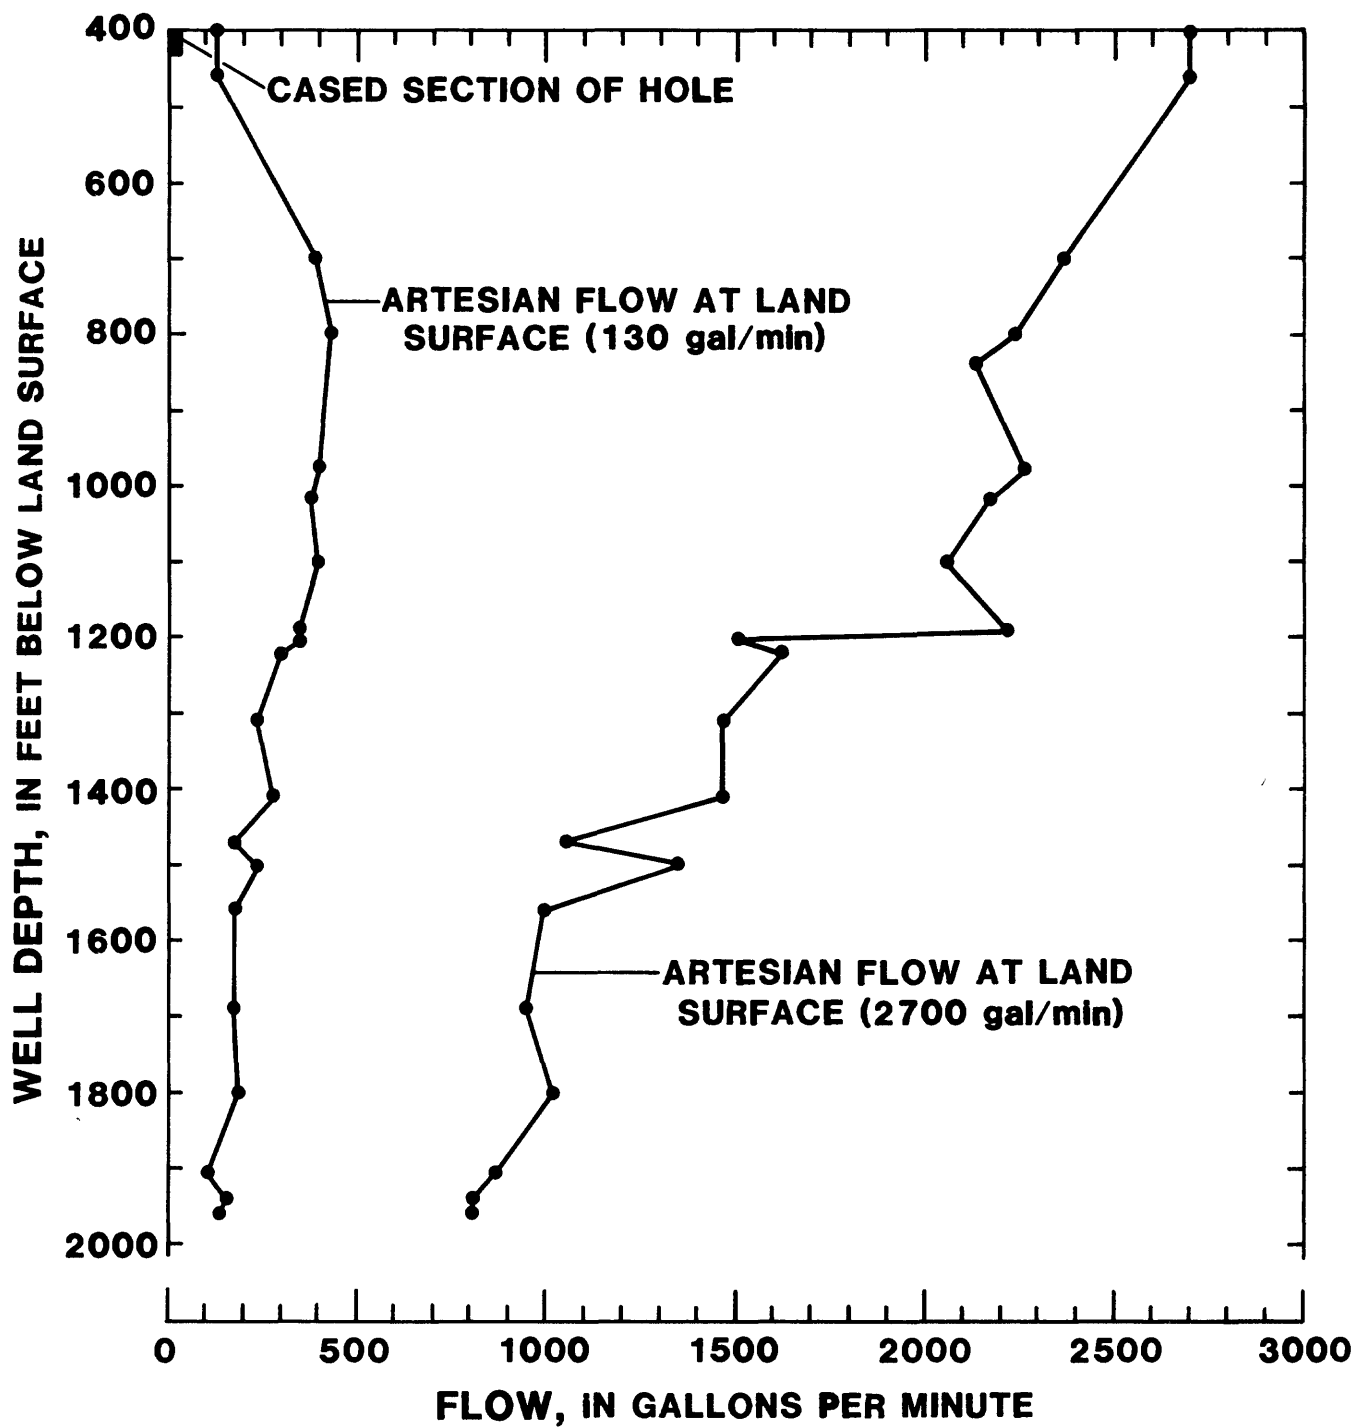 400
CASED SECTION OF HOLE
600
ARTESIAN FLOW AT LAND
SURFACE (130 gal/min)
800
1000
1200
1400
1600
ARTESIAN FLOW AT LAND
SURFACE (2700 gal/min)
1800
2000
WELL DEPTH, IN FEET BELOW LAND SURFACE
0 500 1000 1500 2000 2500 3000
FLOW, IN GALLONS PER MINUTE